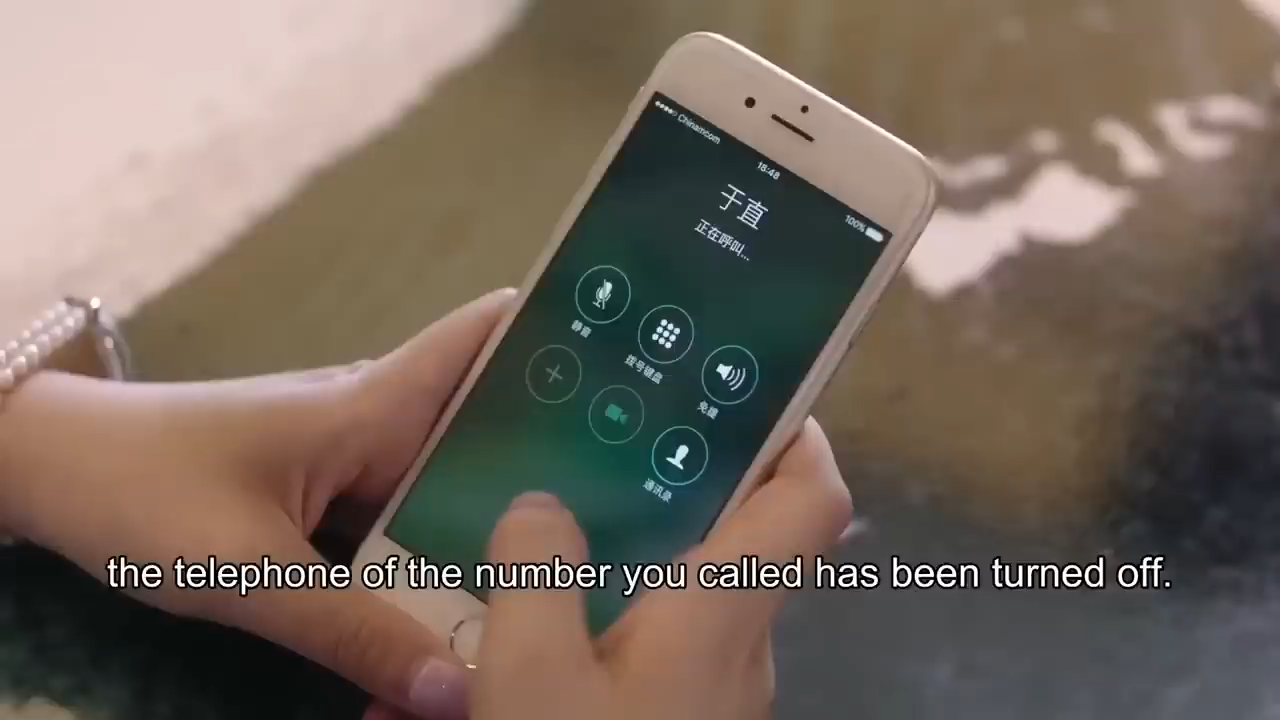 Chinamcom
18:48
100%
于直
正在呼叫...
静音
拨号键盘
免提
通讯录
the telephone of the number you called has been turned off.